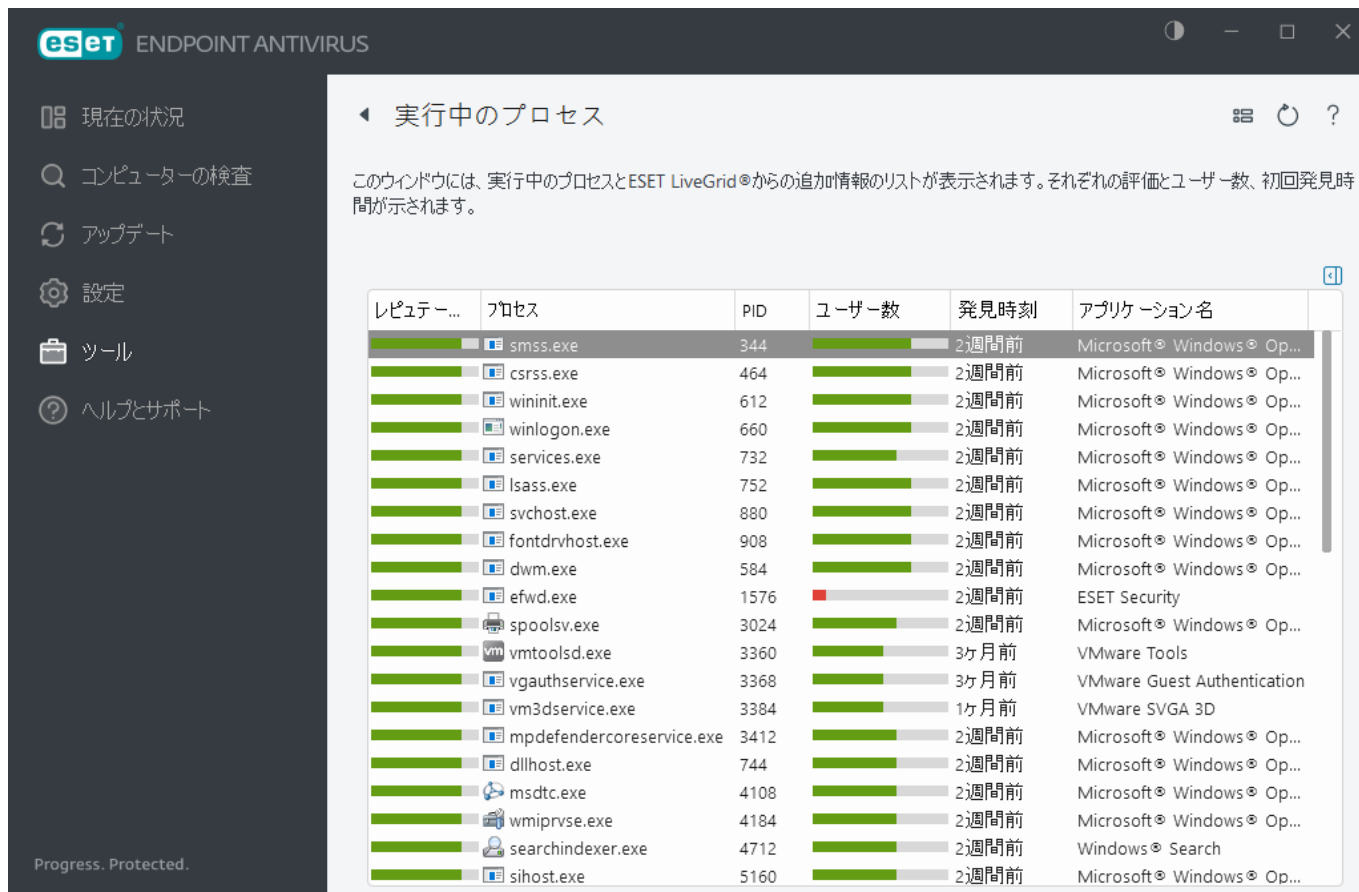 eset ENDPOINT ANTIVIRUS
現在の状況
コンピューターの検査
アップデート
設定
ツール
ヘルプとサポート
Progress. Protected.
実行中のプロセス
?
このウィンドウには、実行中のプロセスとESET LiveGrid®からの追加情報のリストが表示されます。それぞれの評価とユーザー数、初回発見時
間が示されます。
レピュテー... プロセス PID ユーザー数 発見時刻 アプリケーション名
smss.exe 344 2週間前 Microsoft® Windows® Op...
csrss.exe 464 2週間前 Microsoft® Windows® Op...
wininit.exe 612 2週間前 Microsoft® Windows® Op...
winlogon.exe 660 2週間前 Microsoft® Windows® Op...
services.exe 732 2週間前 Microsoft® Windows® Op...
lsass.exe 752 2週間前 Microsoft® Windows® Op...
svchost.exe 880 2週間前 Microsoft® Windows® Op...
fontdrvhost.exe 908 2週間前 Microsoft® Windows® Op...
dwm.exe 584 2週間前 Microsoft® Windows® Op...
efwd.exe 1576 2週間前 ESET Security
spoolsv.exe 3024 2週間前 Microsoft® Windows® Op...
vm vmtoolsd.exe 3360 3ヶ月前 VMware Tools
vgauthservice.exe 3368 3ヶ月前 VMware Guest Authentication
vm3dservice.exe 3384 1ヶ月前 VMware SVGA 3D
mpdefendercoreservice.exe 3412 2週間前 Microsoft® Windows® Op...
dllhost.exe 744 2週間前 Microsoft® Windows® Op...
msdtc.exe 4108 2週間前 Microsoft® Windows® Op...
wmiprvse.exe 4184 2週間前 Microsoft® Windows® Op...
searchindexer.exe 4712 2週間前 Windows® Search
sihost.exe 5160 2週間前 Microsoft® Windows® Op...